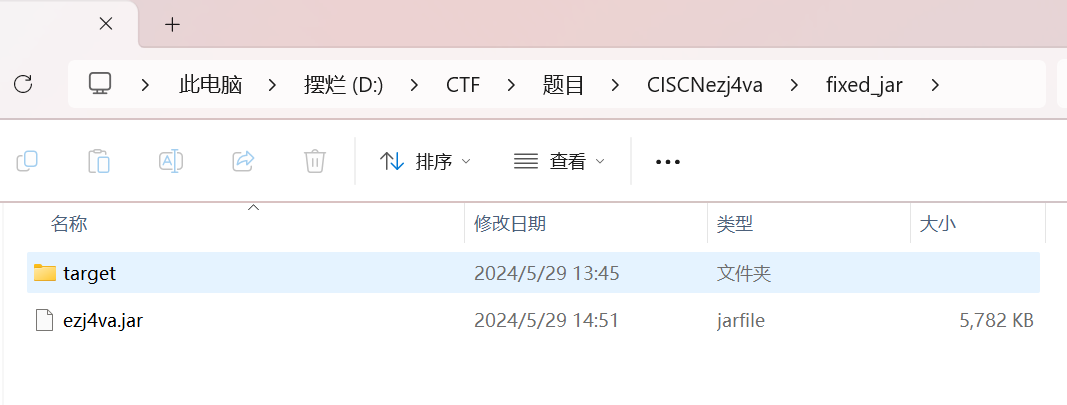 此电脑 > 摆烂 (D:) > CTF > 题目 > CISCNezj4va > fixed_jar >
排序 查看
名称 修改日期 类型 大小
target 2024/5/29 13:45 文件夹
ezj4va.jar 2024/5/29 14:51 jarfile 5,782 KB